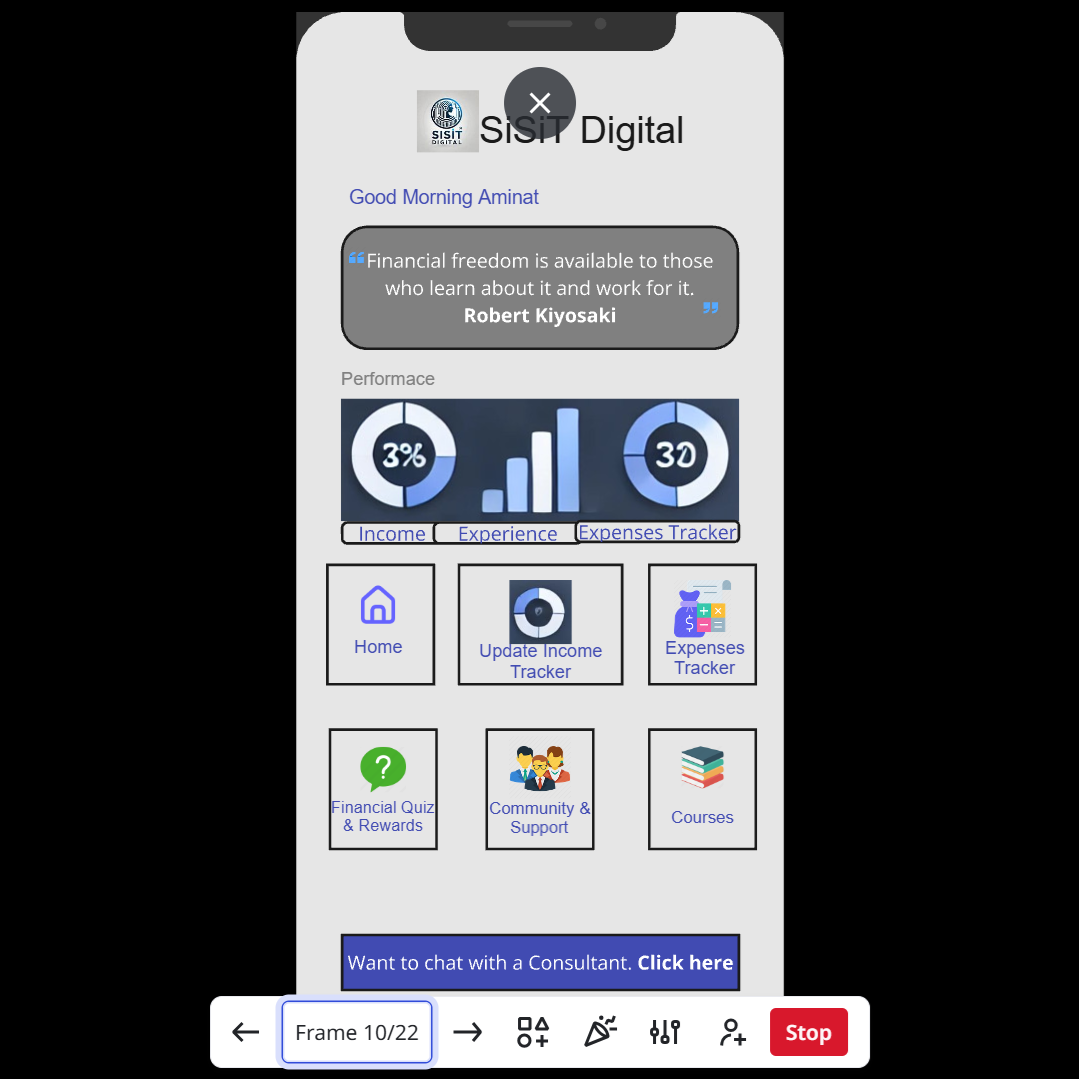 SISIT
DIGITAL
SiSiT Digital
Good Morning Aminat
❝Financial freedom is available to those
who learn about it and work for it.
Robert Kiyosaki ❞
Performace
3%
30
Income
Experience
Expenses Tracker
Home
Update Income
Tracker
Expenses
Tracker
Financial Quiz
& Rewards
Community &
Support
Courses
Want to chat with a Consultant. Click here
Frame 10/22
Stop